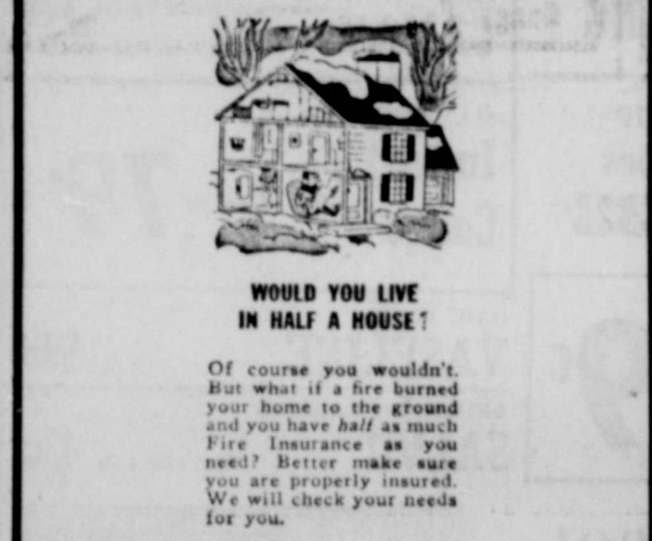 WOULD YOU LIVE
IN HALF A HOUSE?
Of course you wouldn't.
But what if a fire burned
your home to the ground
and you have half as much
Fire Insurance as you
need? Better make sure
you are properly insured.
We will check your needs
for you.